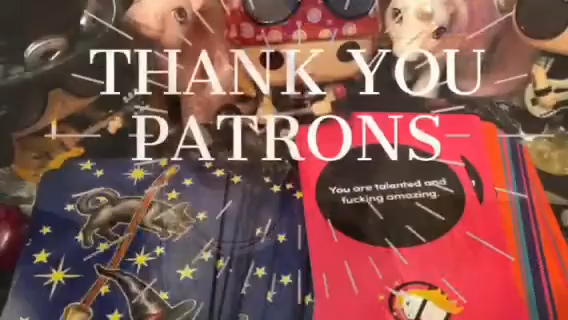 THANK YOU
PATRONS
You are talented and
fucking amazing.